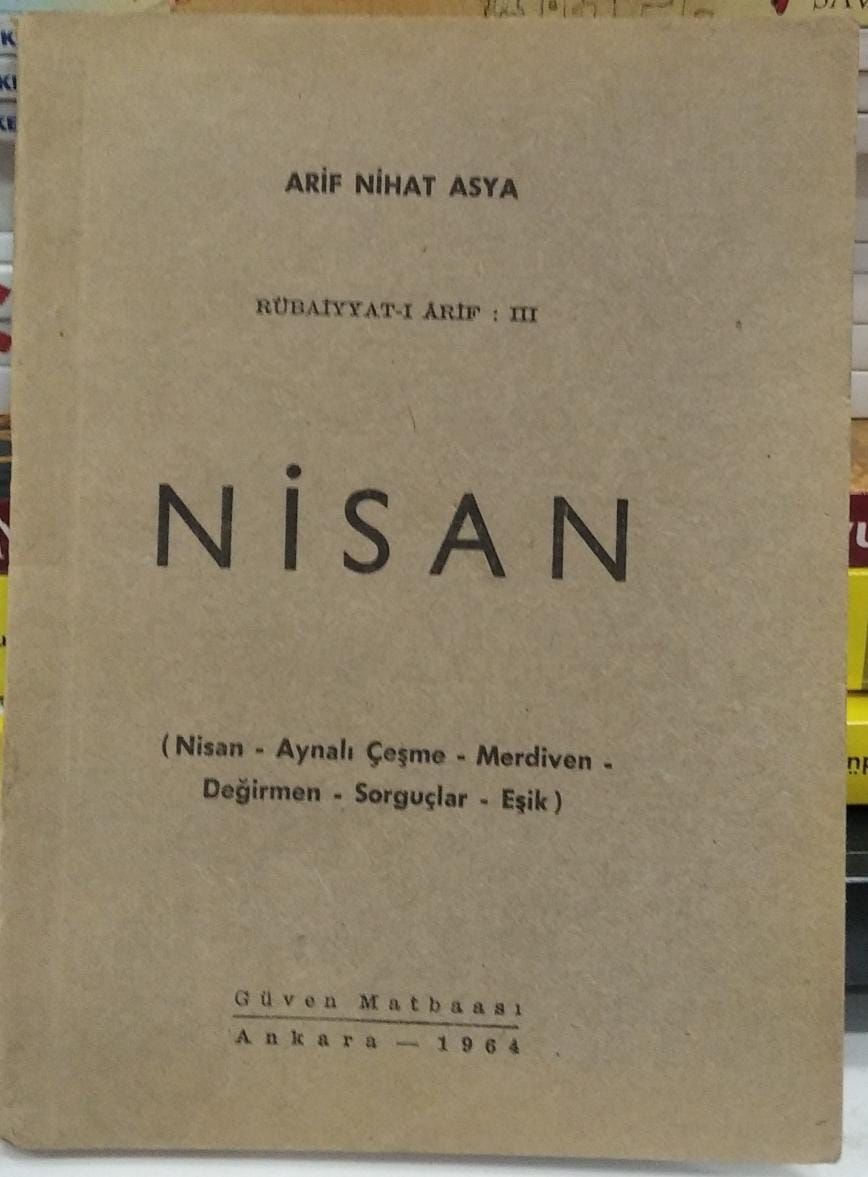 ARİF NİHAT ASYA
RÜBAİYYAT-I ÂRİF : III
NİSAN
(Nisan - Aynalı Çeşme - Merdiven -
Değirmen - Sorguçlar - Eşik)
Güven Matbaası
Ankara — 1964